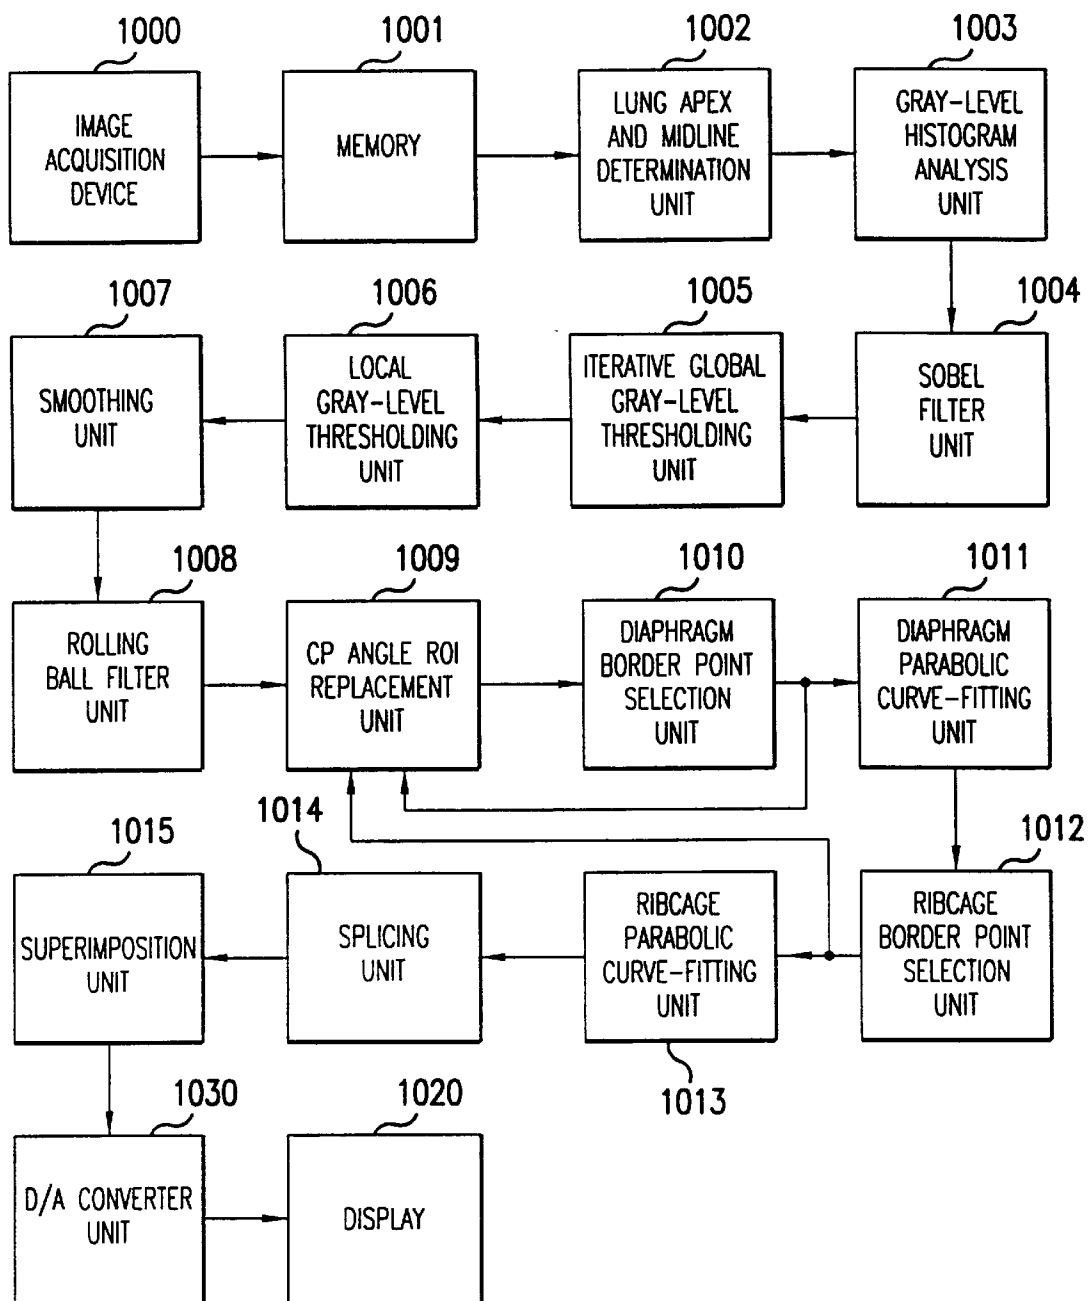 1000
IMAGE
ACQUISITION
DEVICE
1001
MEMORY
1002
LUNG APEX
AND MIDLINE
DETERMINATION
UNIT
1003
GRAY-LEVEL
HISTOGRAM
ANALYSIS
UNIT
1007
SMOOTHING
UNIT
1006
LOCAL
GRAY-LEVEL
THRESHOLDING
UNIT
1005
ITERATIVE GLOBAL
GRAY-LEVEL
THRESHOLDING
UNIT
1004
SOBEL
FILTER
UNIT
1008
ROLLING
BALL FILTER
UNIT
1009
CP ANGLE ROI
REPLACEMENT
UNIT
1010
DIAPHRAGM
BORDER POINT
SELECTION
UNIT
1011
DIAPHRAGM
PARABOLIC
CURVE-FITTING
UNIT
1015
SUPERIMPOSITION
UNIT
1014
SPLICING
UNIT
RIBCAGE
PARABOLIC
CURVE-FITTING
UNIT
1013
1012
RIBCAGE
BORDER POINT
SELECTION
UNIT
1030
D/A CONVERTER
UNIT
1020
DISPLAY